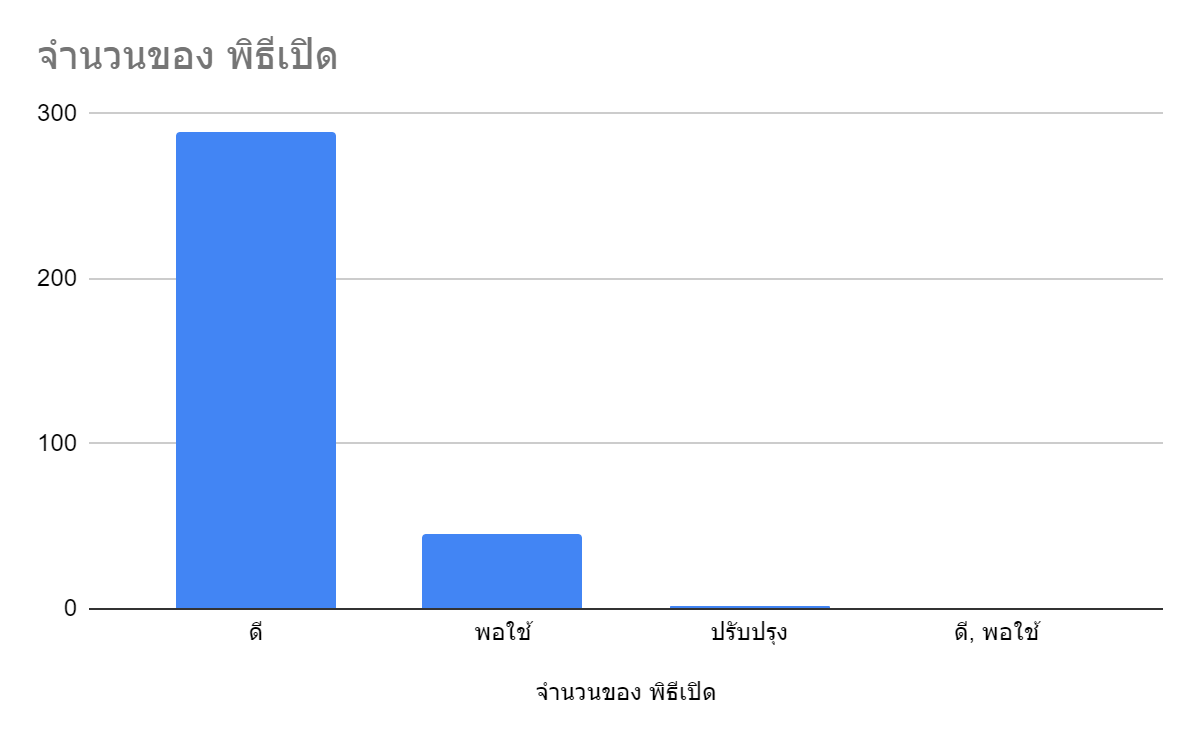 จำนวนของ พิธีเปิด
300
200
100
0
ดี
พอใช้
ปรับปรุง
ดี, พอใช้
จำนวนของ พิธีเปิด